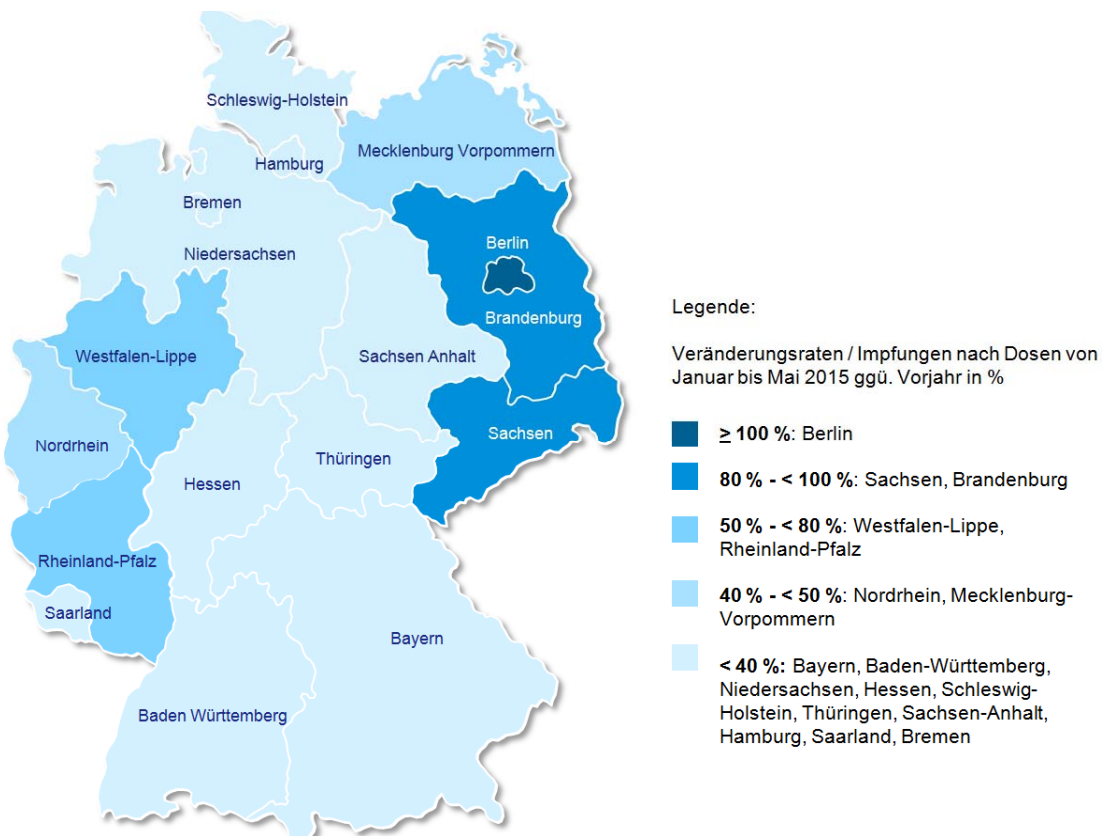 Schleswig-Holstein
Hamburg
Mecklenburg Vorpommern
Bremen
Niedersachsen
Berlin
Brandenburg
Westfalen-Lippe
Sachsen Anhalt
Nordrhein
Sachsen
Thüringen
Hessen
Rheinland-Pfalz
Saarland
Bayern
Baden Württemberg
Legende:
Veränderungsraten / Impfungen nach Dosen von
Januar bis Mai 2015 ggü. Vorjahr in %
≥ 100 %: Berlin
80 % - < 100 %: Sachsen, Brandenburg
50 % - < 80 %: Westfalen-Lippe,
Rheinland-Pfalz
40 % - < 50 %: Nordrhein, Mecklenburg-
Vorpommern
< 40 %: Bayern, Baden-Württemberg,
Niedersachsen, Hessen, Schleswig-
Holstein, Thüringen, Sachsen-Anhalt,
Hamburg, Saarland, Bremen